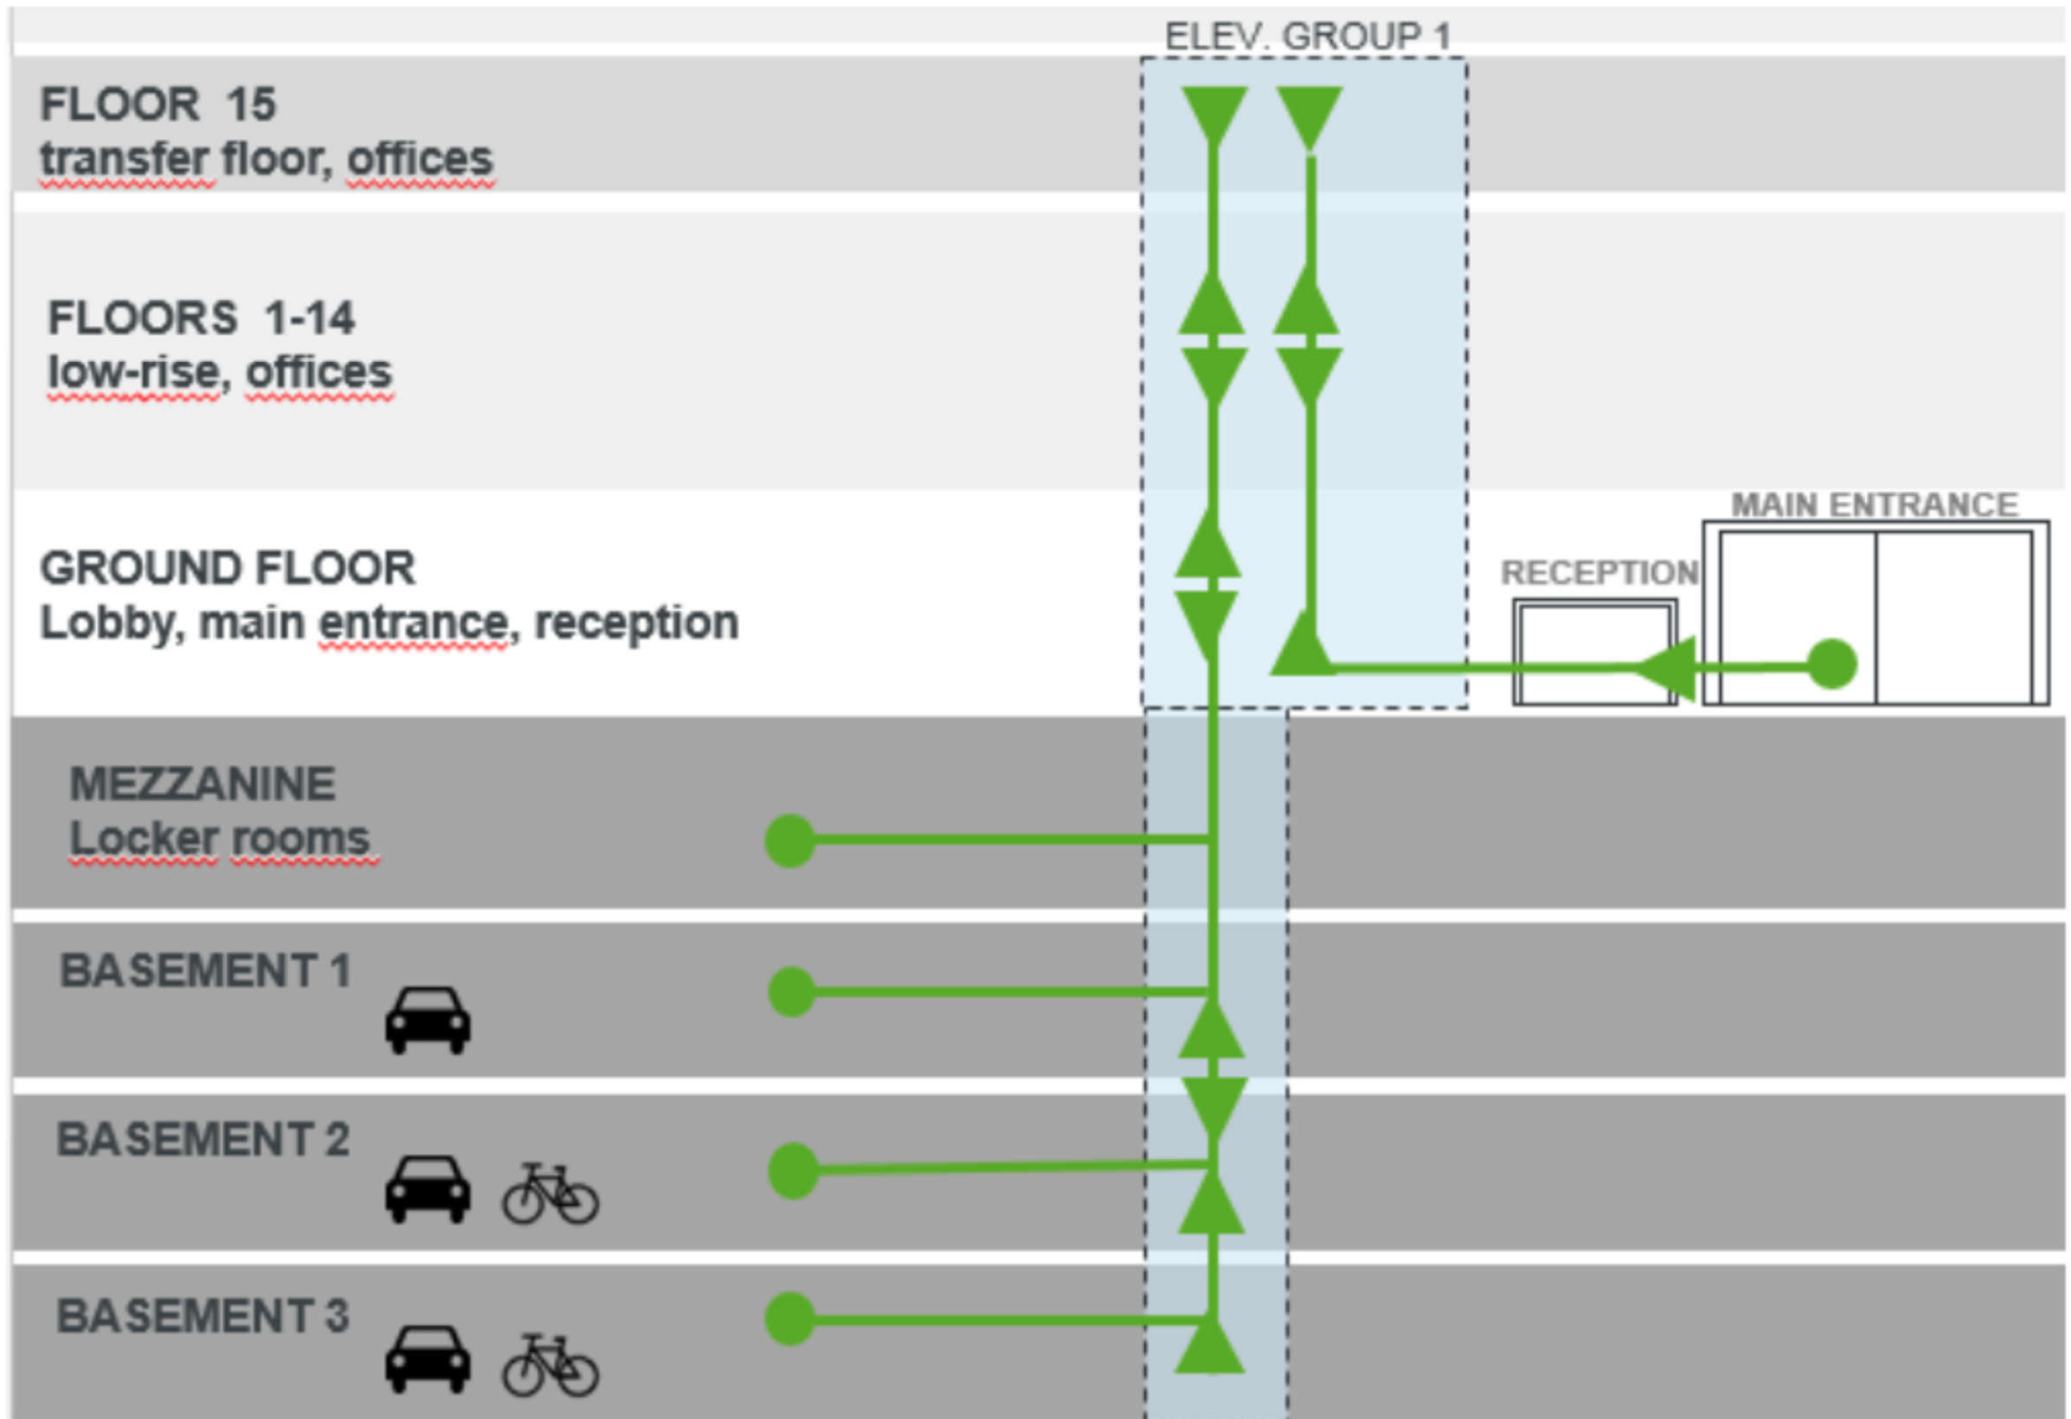 ELEV. GROUP 1
FLOOR 15
transfer floor, offices
FLOORS 1-14
low-rise, offices
MAIN ENTRANCE
RECEPTION
GROUND FLOOR
Lobby, main entrance, reception
MEZZANINE
Locker rooms
BASEMENT 1
BASEMENT 2
BASEMENT 3